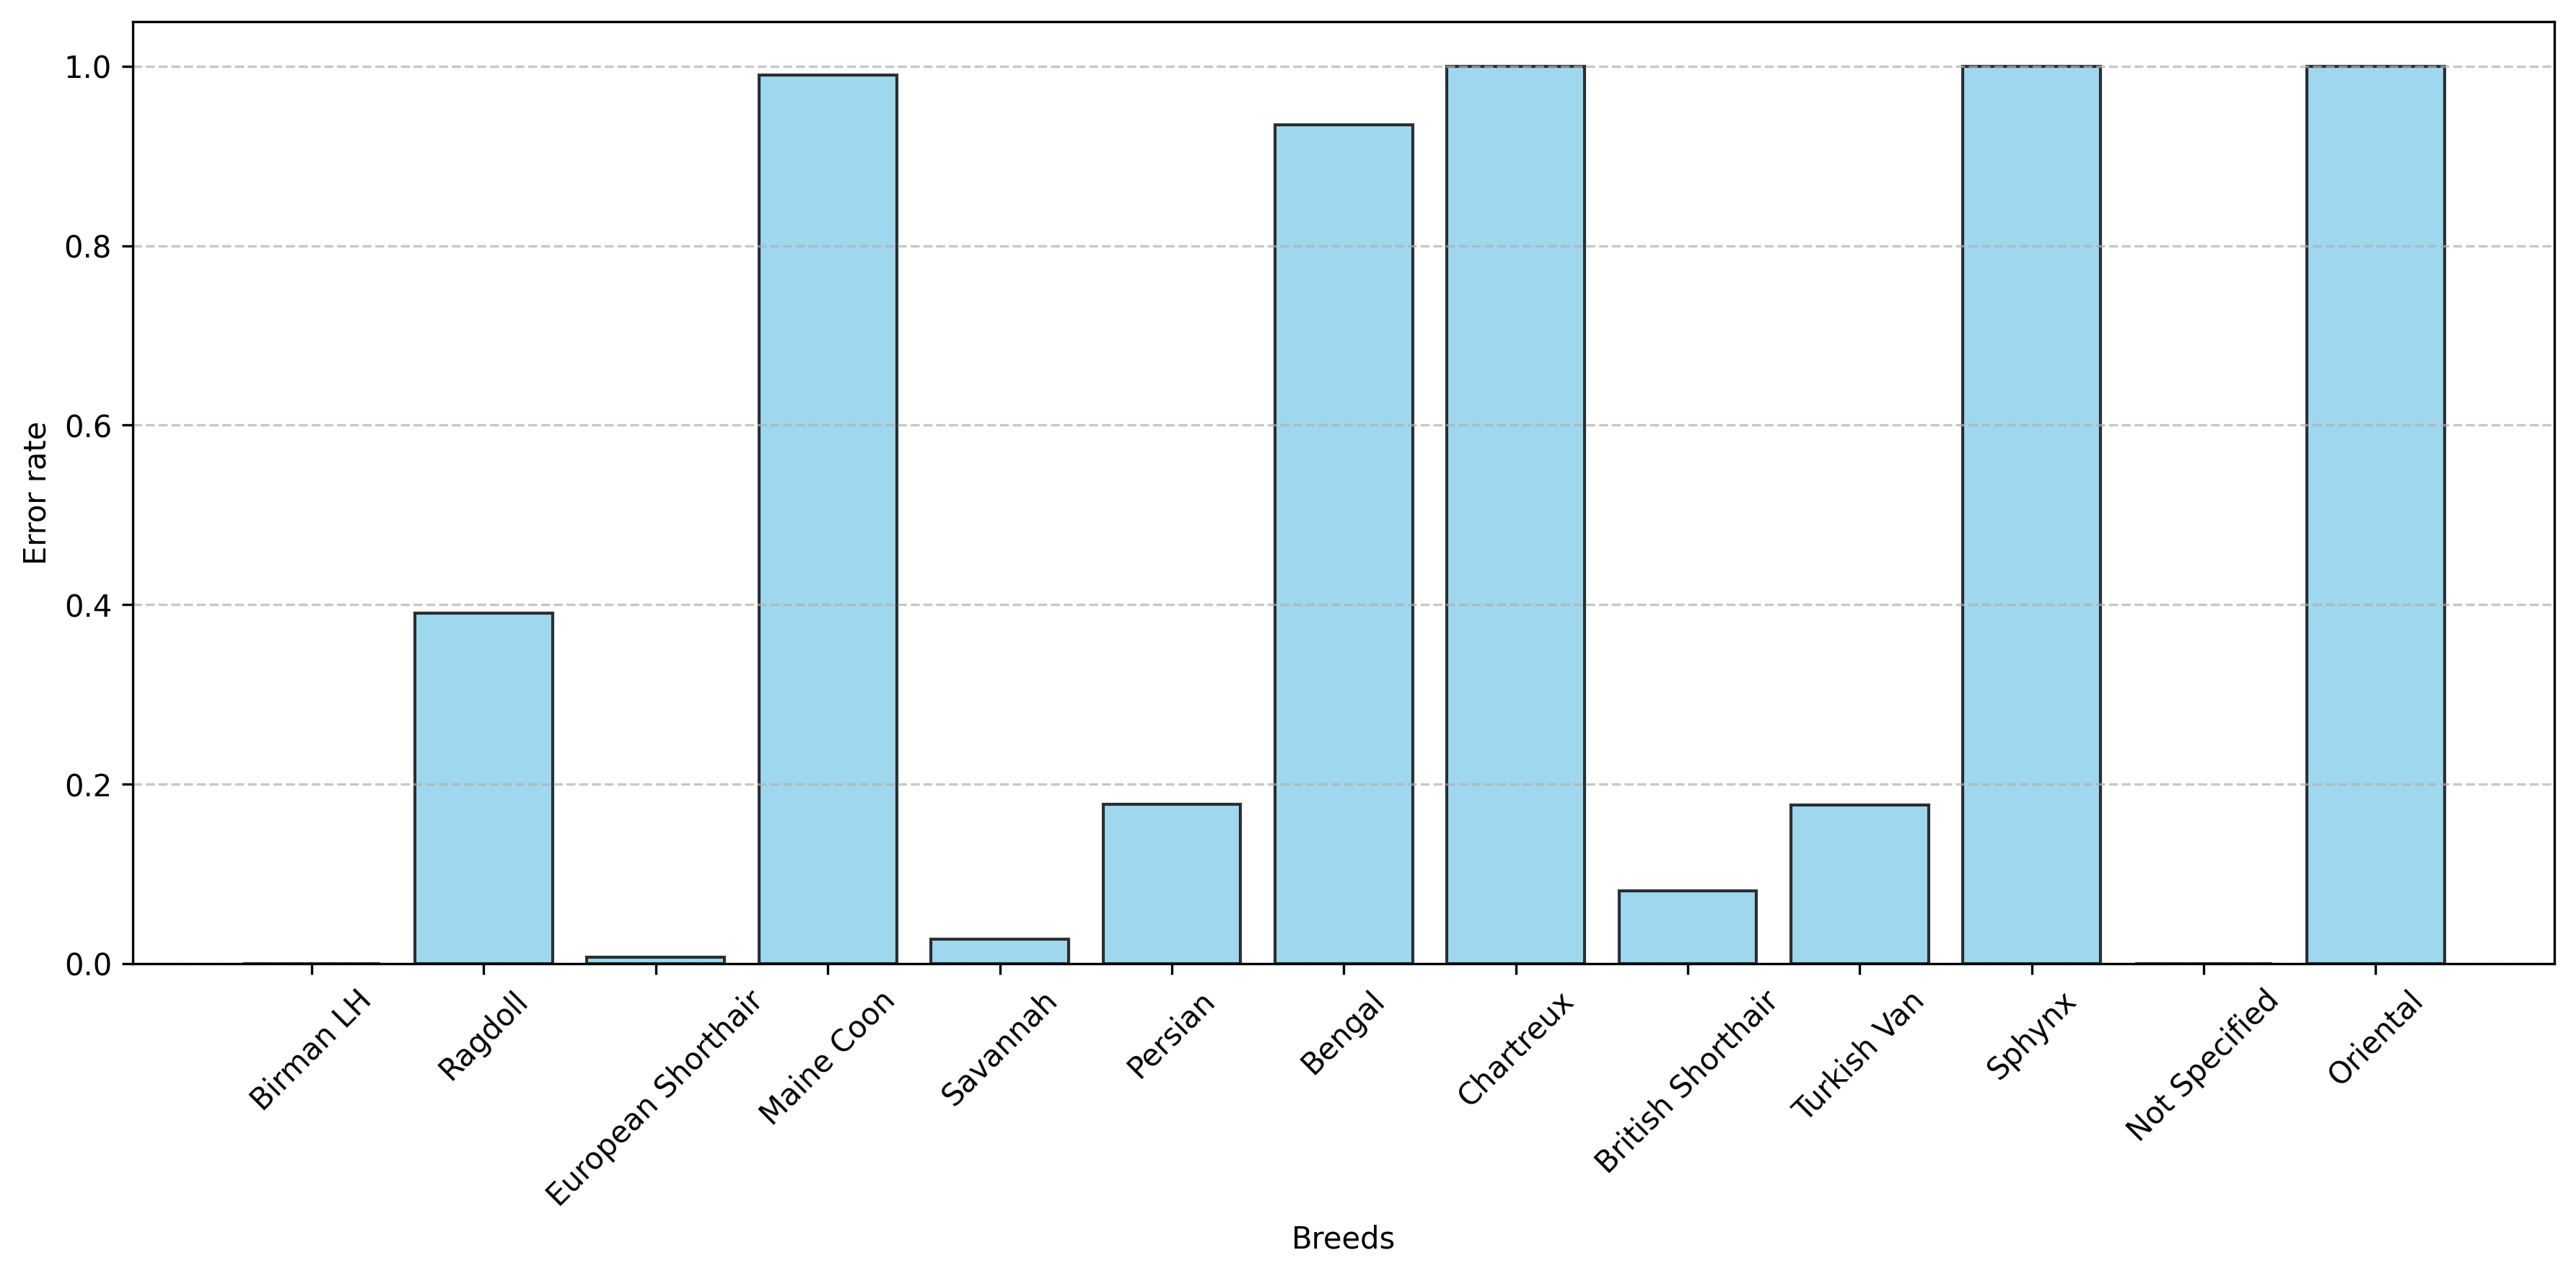 Error rate
1.0
0.8
0.6
0.4
0.2
0.0
Birman LH
Ragdoll
European Shorthair
Maine Coon
Savannah
Persian
Bengal
Chartreux
British Shorthair
Turkish Van
Sphynx
Not Specified
Oriental
Breeds